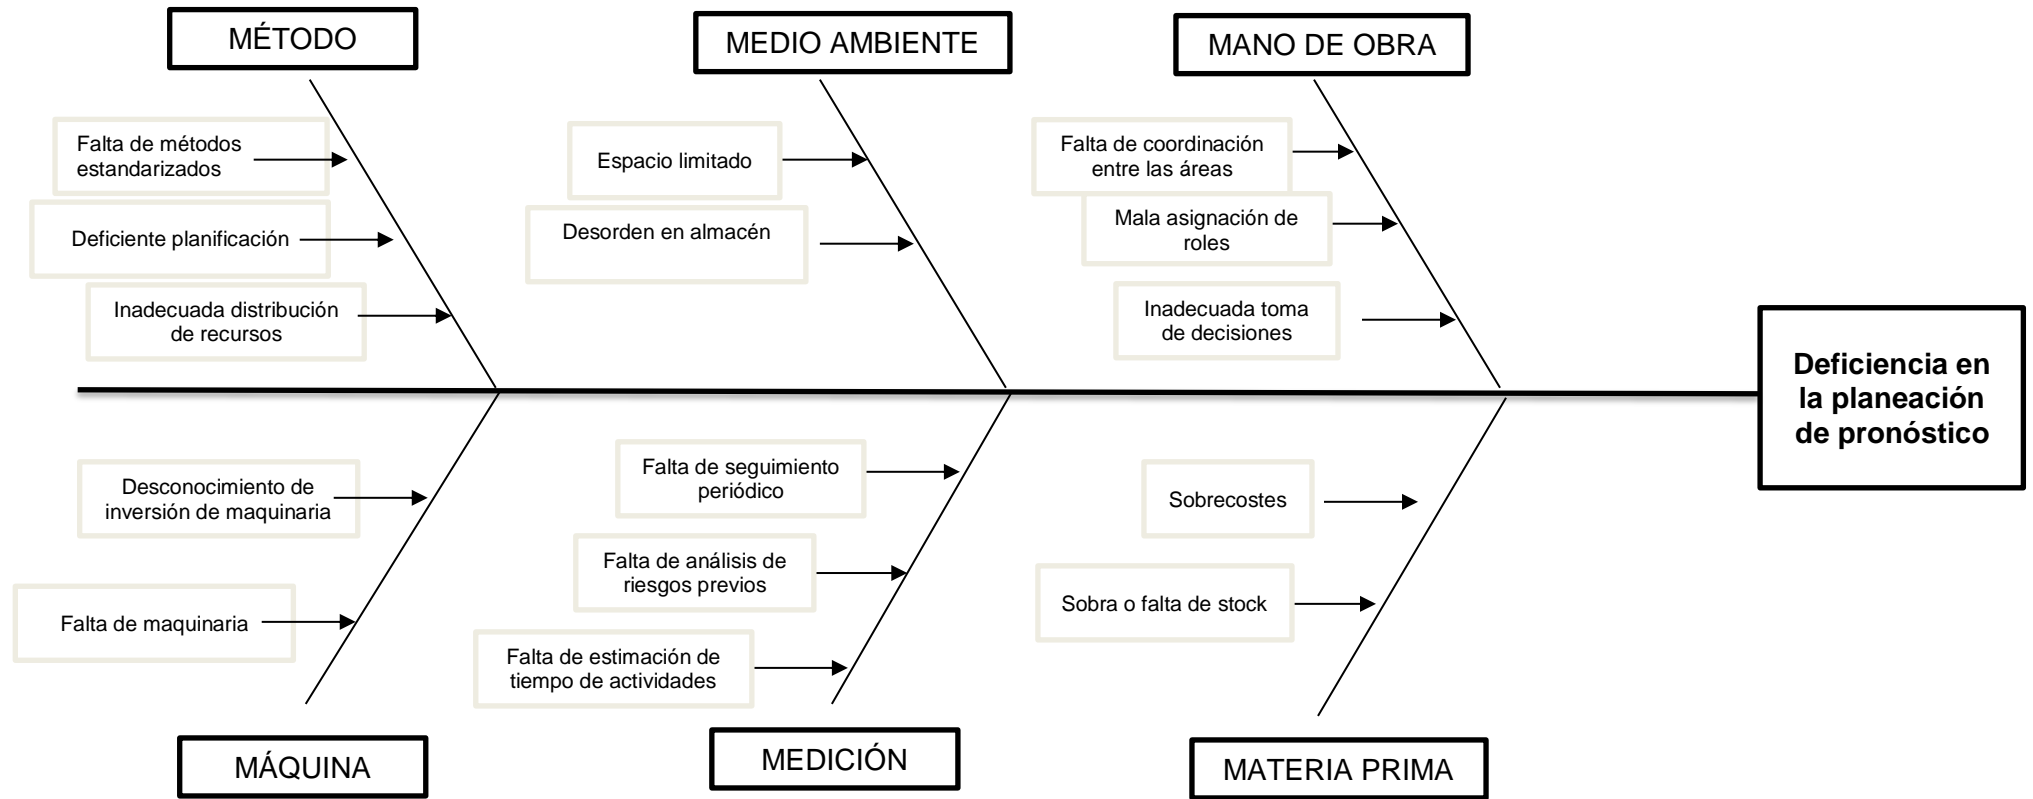 MÉTODO
MEDIO AMBIENTE
MANO DE OBRA
Falta de métodos
estandarizados
Deficiente planificación
Inadecuada distribución
de recursos
Espacio limitado
Desorden en almacén
Falta de coordinación
entre las áreas
Mala asignación de
roles
Inadecuada toma
de decisiones
Deficiencia en
la planeación
de pronóstico
Desconocimiento de
inversión de maquinaria
Falta de maquinaria
Falta de seguimiento
periódico
Falta de análisis de
riesgos previos
Falta de estimación de
tiempo de actividades
Sobrecostes
Sobra o falta de stock
MÁQUINA
MEDICIÓN
MATERIA PRIMA